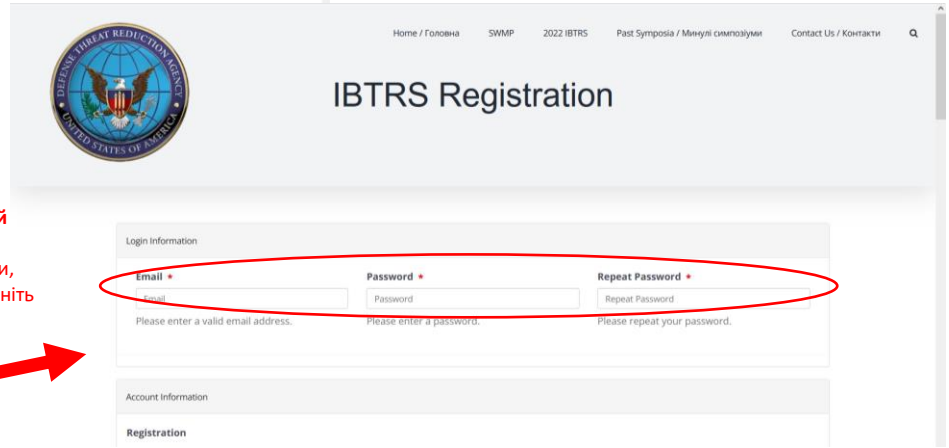 DEFENSE THREAT REDUCTION AGENCY
UNITED STATES OF AMERICA
Home / Головна SWMP 2022 IBTRS Past Symposia / Минулі симпозіуми Contact Us / Контакти
IBTRS Registration
й
и,
ніть
Login Information
Email * Password * Repeat Password *
Email Password Repeat Password
Please enter a valid email address. Please enter a password. Please repeat your password.
Account Information
Registration